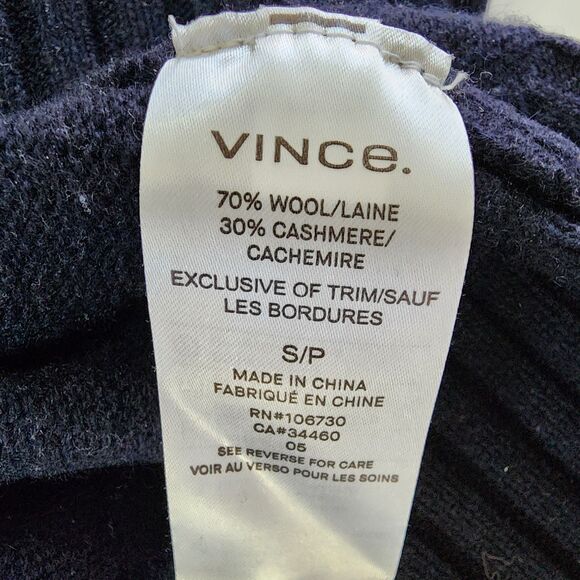 VINCe.
70% WOOL/LAINE
30% CASHMERE/
CACHEMIRE
EXCLUSIVE OF TRIM/SAUF
LES BORDURES
S/P
MADE IN CHINA
FABRIQUÉ EN CHINE
RN#106730
CA#34460
05
SEE REVERSE FOR CARE
VOIR AU VERSO POUR LES SOINS